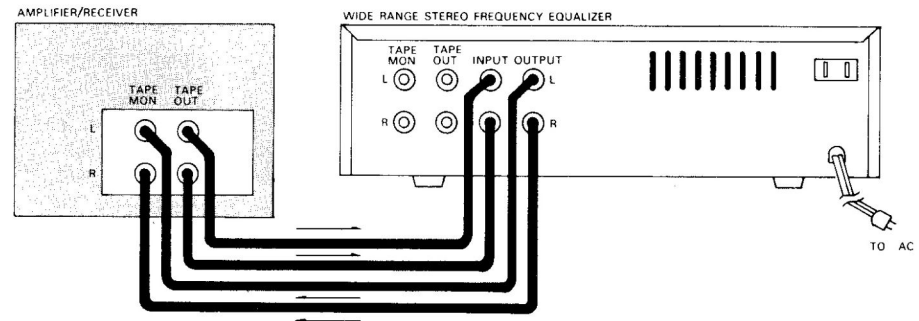 AMPLIFIER/RECEIVER
WIDE RANGE STEREO FREQUENCY EQUALIZER
TAPE MON
TAPE OUT
L
R
TAPE MON
TAPE OUT
INPUT
OUTPUT
L
L
R
R
TO AC